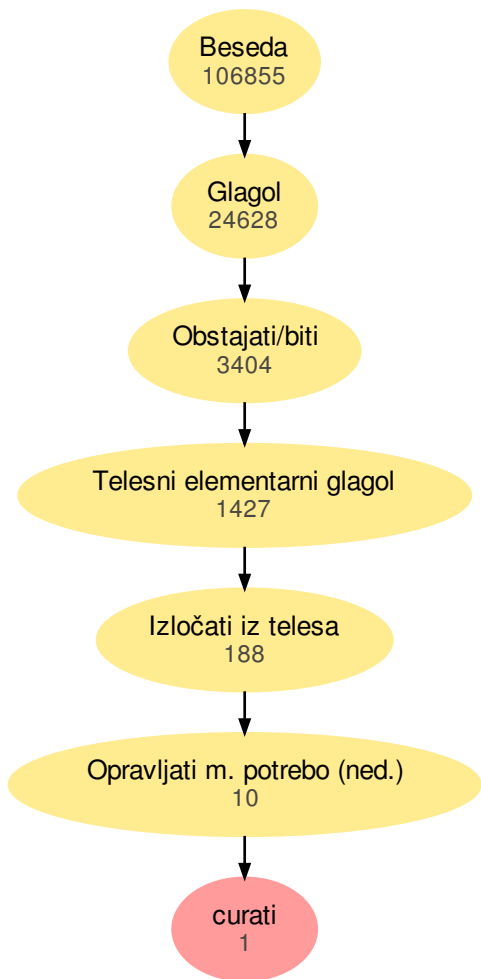 Beseda
106855
Glagol
24628
Obstajati/biti
3404
Telesni elementarni glagol
1427
Izločati iz telesa
188
Opravljati m. potrebo (ned.)
10
curati
1